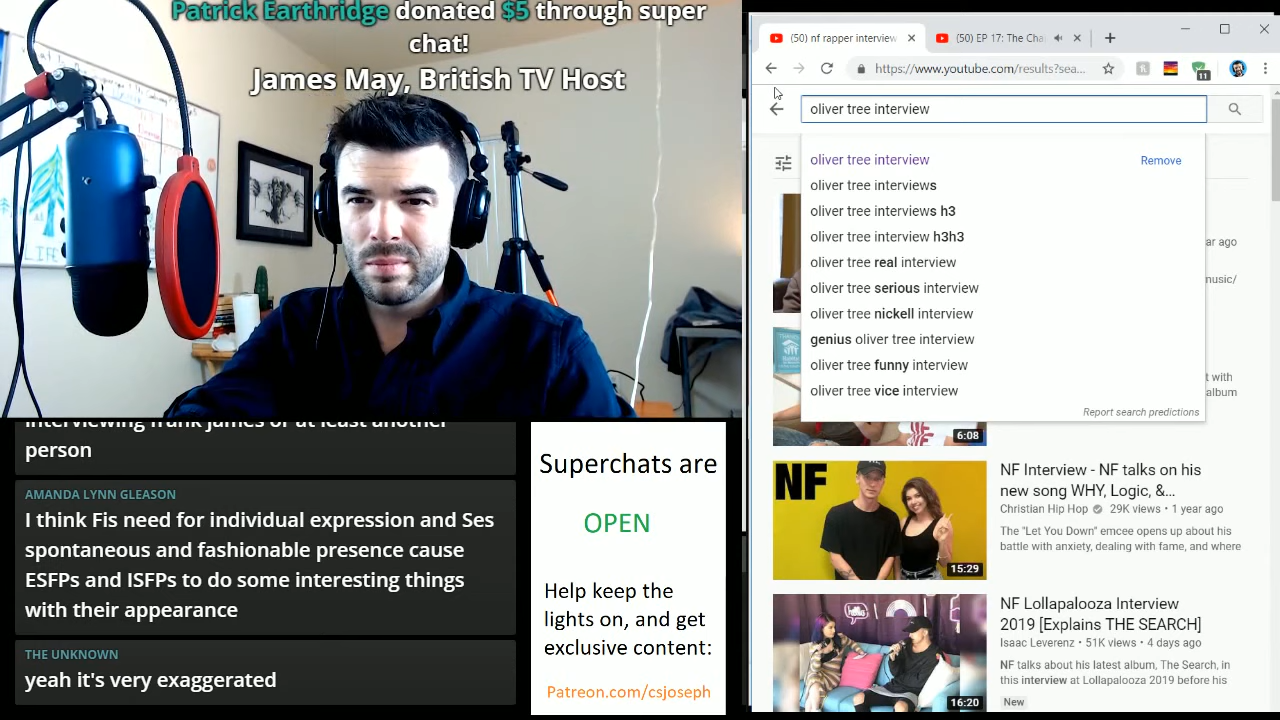 Patrick Earthridge donated $5 through super
chat!
James May, British TV Host
person
AMANDA LYNN GLEASON
I think Fis need for individual expression and Ses
spontaneous and fashionable presence cause
ESFPs and ISFPs to do some interesting things
with their appearance
THE UNKNOWN
yeah it's very exaggerated
Superchats are
OPEN
Help keep the
lights on, and get
exclusive content:
Patreon.com/csjoseph
(50) nf rapper interview
(50) EP 17: The Cha
https://www.youtube.com/results?sea...
11
oliver tree interview
oliver tree interview
Remove
oliver tree interviews
oliver tree interviews h3
oliver tree interview h3h3
oliver tree real interview
oliver tree serious interview
oliver tree nickell interview
genius oliver tree interview
oliver tree funny interview
oliver tree vice interview
Report search predictions
ar ago
music/
t with
album
6:08
NF
15:29
NF Interview - NF talks on his
new song WHY, Logic, &...
Christian Hip Hop 29K views • 1 year ago
The "Let You Down" emcee opens up about his
battle with anxiety, dealing with fame, and where
16:20
NF Lollapalooza Interview
2019 [Explains THE SEARCH]
Isaac Leverenz • 51K views • 4 days ago
NF talks about his latest album, The Search, in
this interview at Lollapalooza 2019 before his
New